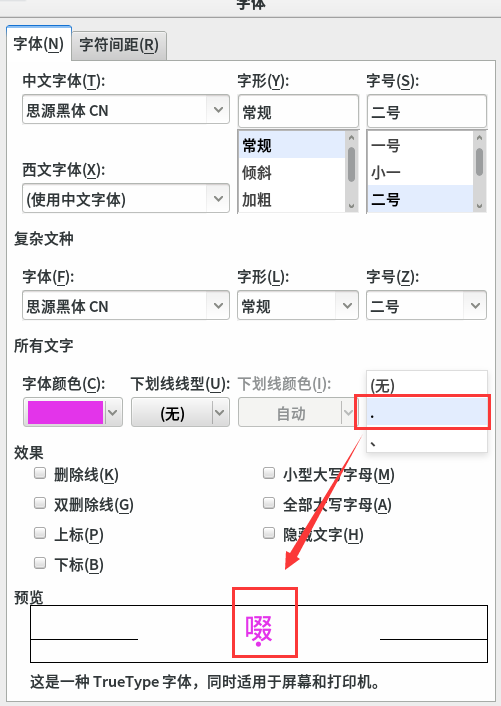 字体
字体(N) 字符间距(R)
中文字体(T): 字形(Y): 字号(S):
思源黑体 CN 常规 二号
常规 一号
倾斜 小一
加粗 二号
西文字体(X):
(使用中文字体)
复杂文种
字体(F): 字形(L): 字号(Z):
思源黑体 CN 常规 二号
所有文字
字体颜色(C): 下划线线型(U): 下划线颜色(I):
(无) 自动 (无)
.
、
效果
删除线(K) 小型大写字母(M)
双删除线(G) 全部大写字母(A)
上标(P) 隐藏文字(H)
下标(B)
预览
啜
这是一种 TrueType 字体，同时适用于屏幕和打印机。